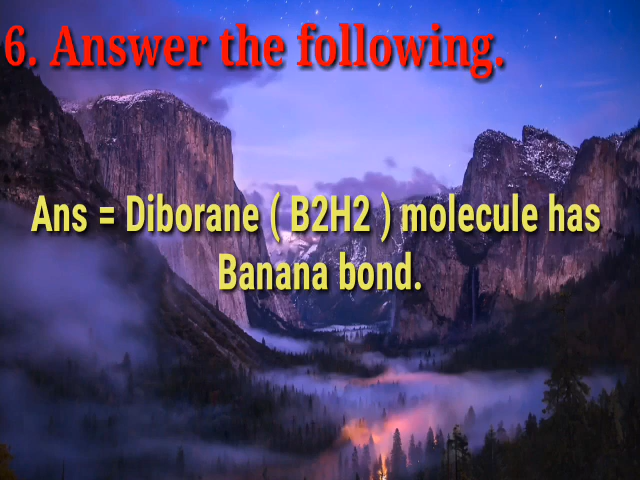 6. Answer the following.
Ans = Diborane ( B2H2 ) molecule has
Banana bond.